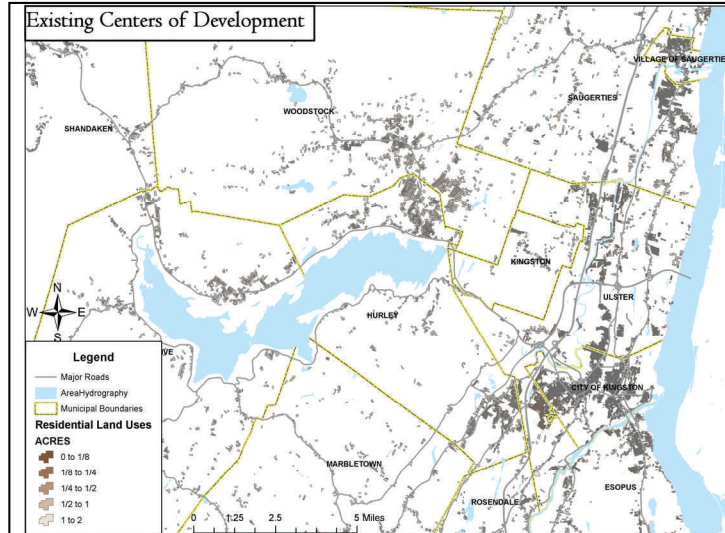 Existing Centers of Development
VILLAGE OF SAUGERTIE
SAUGERTIES
WOODSTOCK
SHANDAKEN
KINGSTON
N
W E
S
ULSTER
HURLEY
IVE
CITY OF KINGSTON
MARBLETOWN
ESOPUS
ROSENDALE
Legend
Major Roads
AreaHydrography
Municipal Boundaries
Residential Land Uses
ACRES
0 to 1/8
1/8 to 1/4
1/4 to 1/2
1/2 to 1
1 to 2
0 1.25 2.5 5 Miles